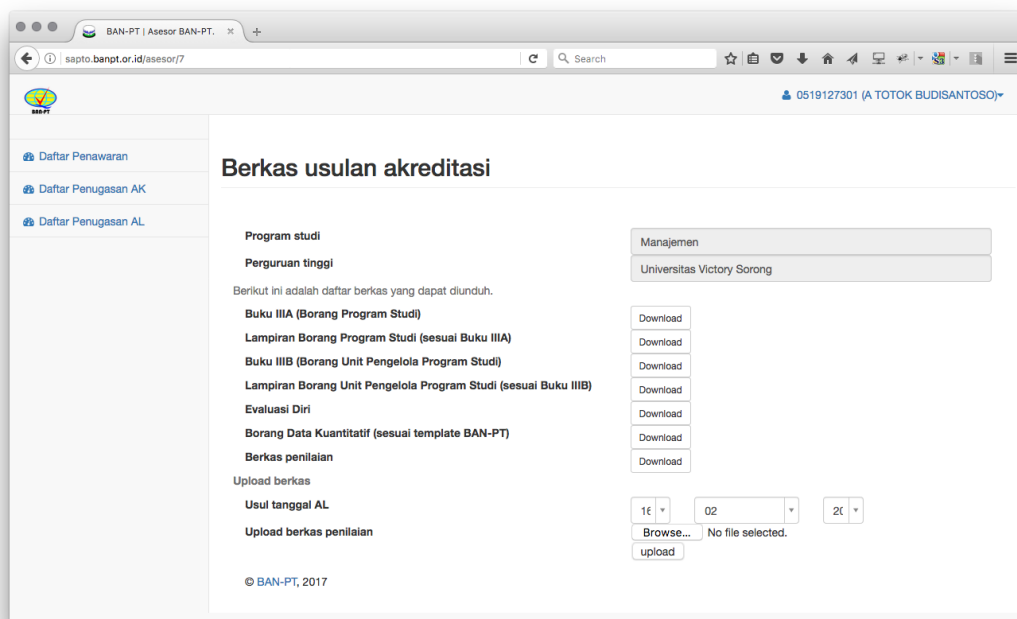 BAN-PT | Asesor BAN-PT.
sapto.banpt.or.id/asesor/7
Search
BAN-PT
0519127301 (A TOTOK BUDISANTOSO)
Daftar Penawaran
Daftar Penugasan AK
Daftar Penugasan AL
Berkas usulan akreditasi
Program studi Manajemen
Perguruan tinggi Universitas Victory Sorong
Berikut ini adalah daftar berkas yang dapat diunduh.
Buku IIIA (Borang Program Studi) Download
Lampiran Borang Program Studi (sesuai Buku IIIA) Download
Buku IIIB (Borang Unit Pengelola Program Studi) Download
Lampiran Borang Unit Pengelola Program Studi (sesuai Buku IIIB) Download
Evaluasi Diri Download
Borang Data Kuantitatif (sesuai template BAN-PT) Download
Berkas penilaian Download
Upload berkas
Usul tanggal AL 16 02 20
Upload berkas penilaian Browse... No file selected.
upload
© BAN-PT, 2017